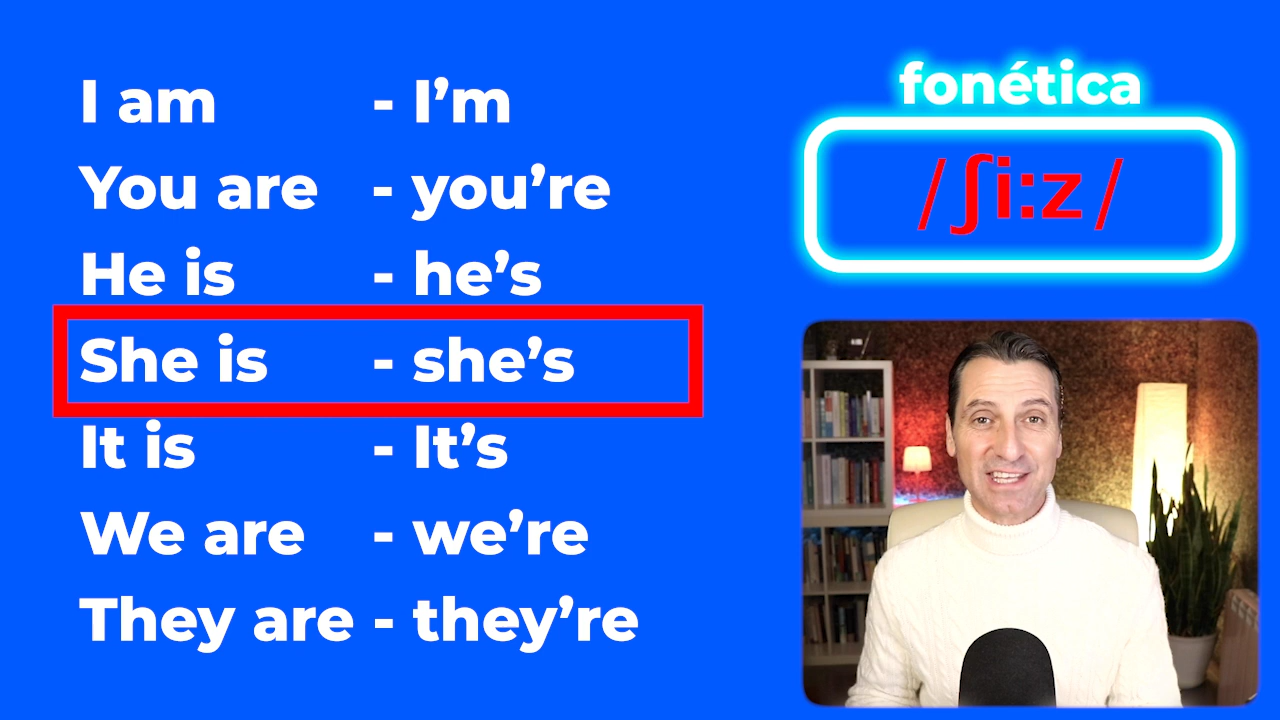 I am - I’m
You are - you’re
He is - he’s
She is - she’s
It is - It’s
We are - we’re
They are - they’re
fonética
/ʃi:z/